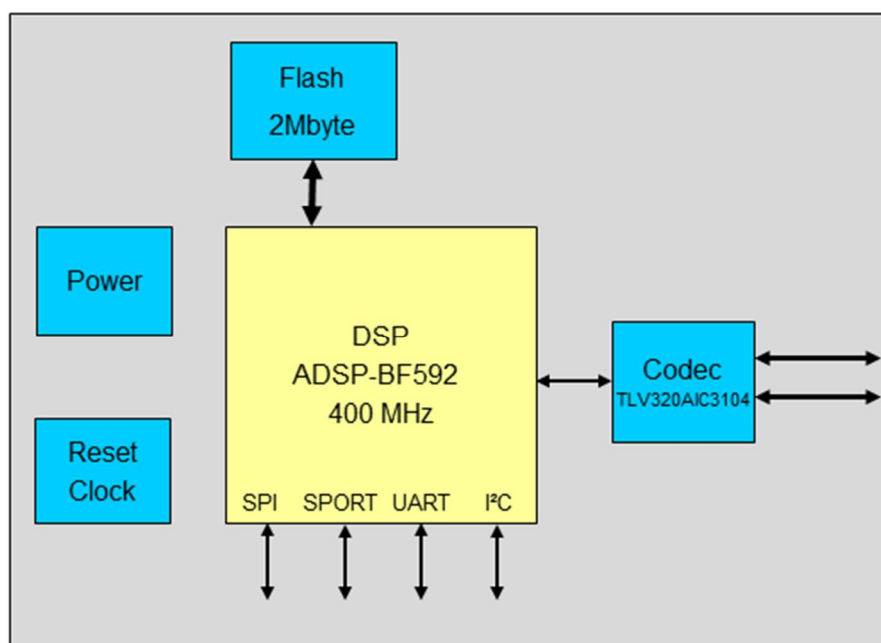 Flash
2Mbyte
Power
DSP
ADSP-BF592
400 MHz
Codec
TLV320AIC3104
Reset
Clock
SPI SPORT UART I²C